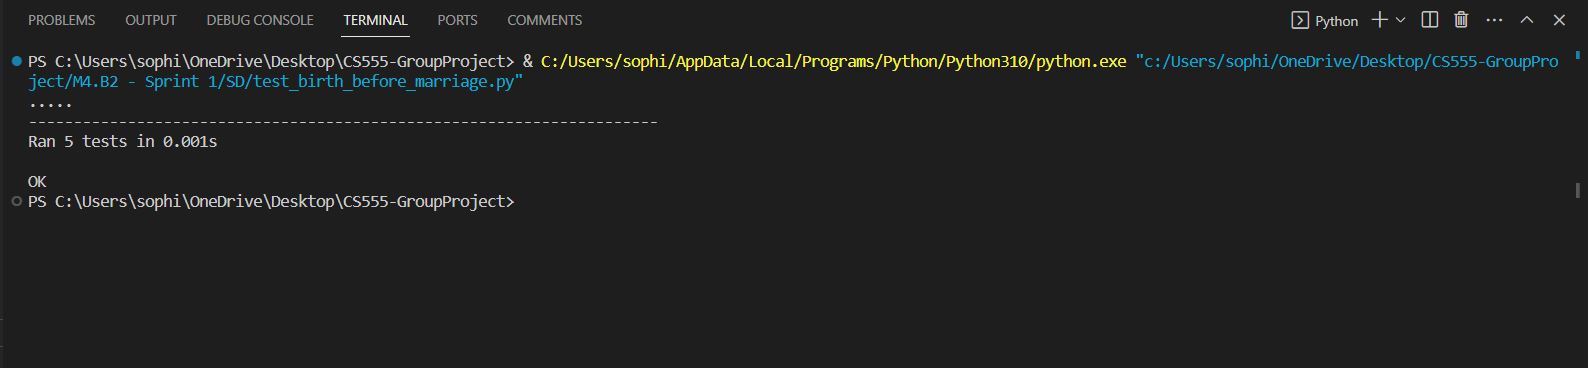 PROBLEMS OUTPUT DEBUG CONSOLE TERMINAL PORTS COMMENTS Python
PS C:\Users\sophi\OneDrive\Desktop\CS555-GroupProject> & C:/Users/sophi/AppData/Local/Programs/Python/Python310/python.exe "c:/Users/sophi/OneDrive/Desktop/CS555-GroupPro
ject/M4.B2 - Sprint 1/SD/test_birth_before_marriage.py"
.....
----------------------------------------------------------------------
Ran 5 tests in 0.001s
OK
PS C:\Users\sophi\OneDrive\Desktop\CS555-GroupProject>